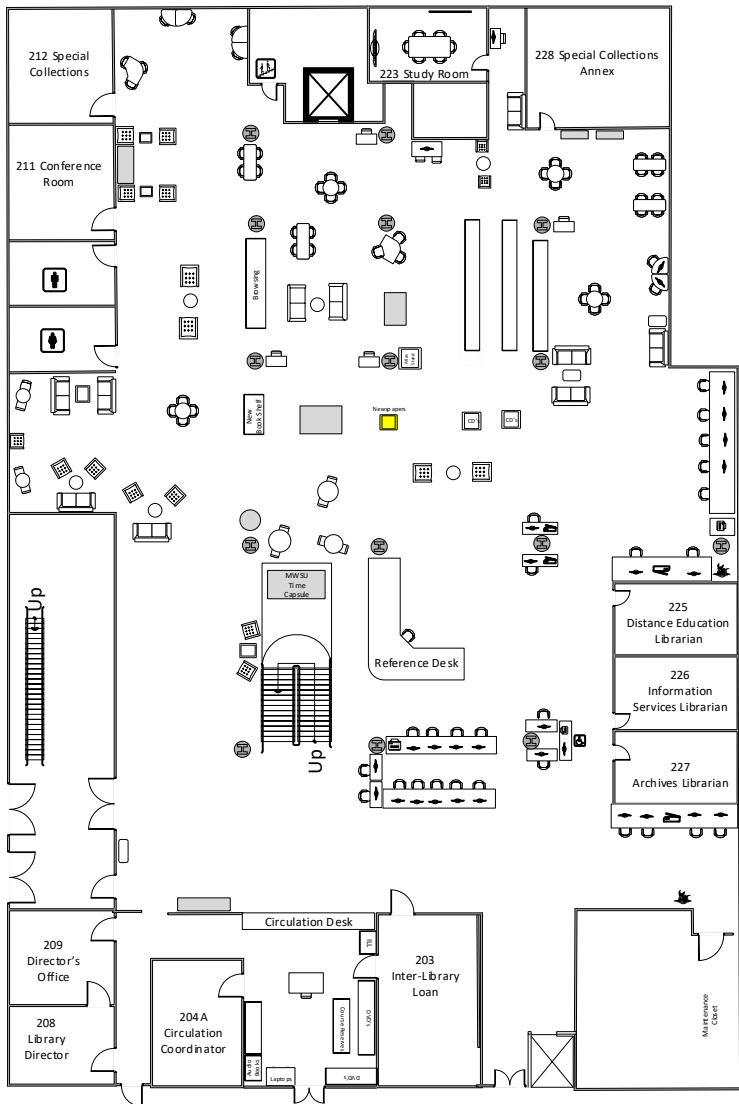 212 Special
Collections
223 Study Room
228 Special Collections
Annex
211 Conference
Room
Browsing
Atlas
Stand
New
Book Shelf
Newspapers
CD's
CD's
Up
MWSU
Time
Capsule
Reference Desk
225
Distance Education
Librarian
226
Information
Services Librarian
227
Archives Librarian
Up
Circulation Desk
209
Director's
Office
ILL
203
Inter-Library
Loan
204A
Circulation
Coordinator
208
Library
Director
Course Reserves
DVD's
Audio
Books
Laptops
DVD's
Maintenance
Closet